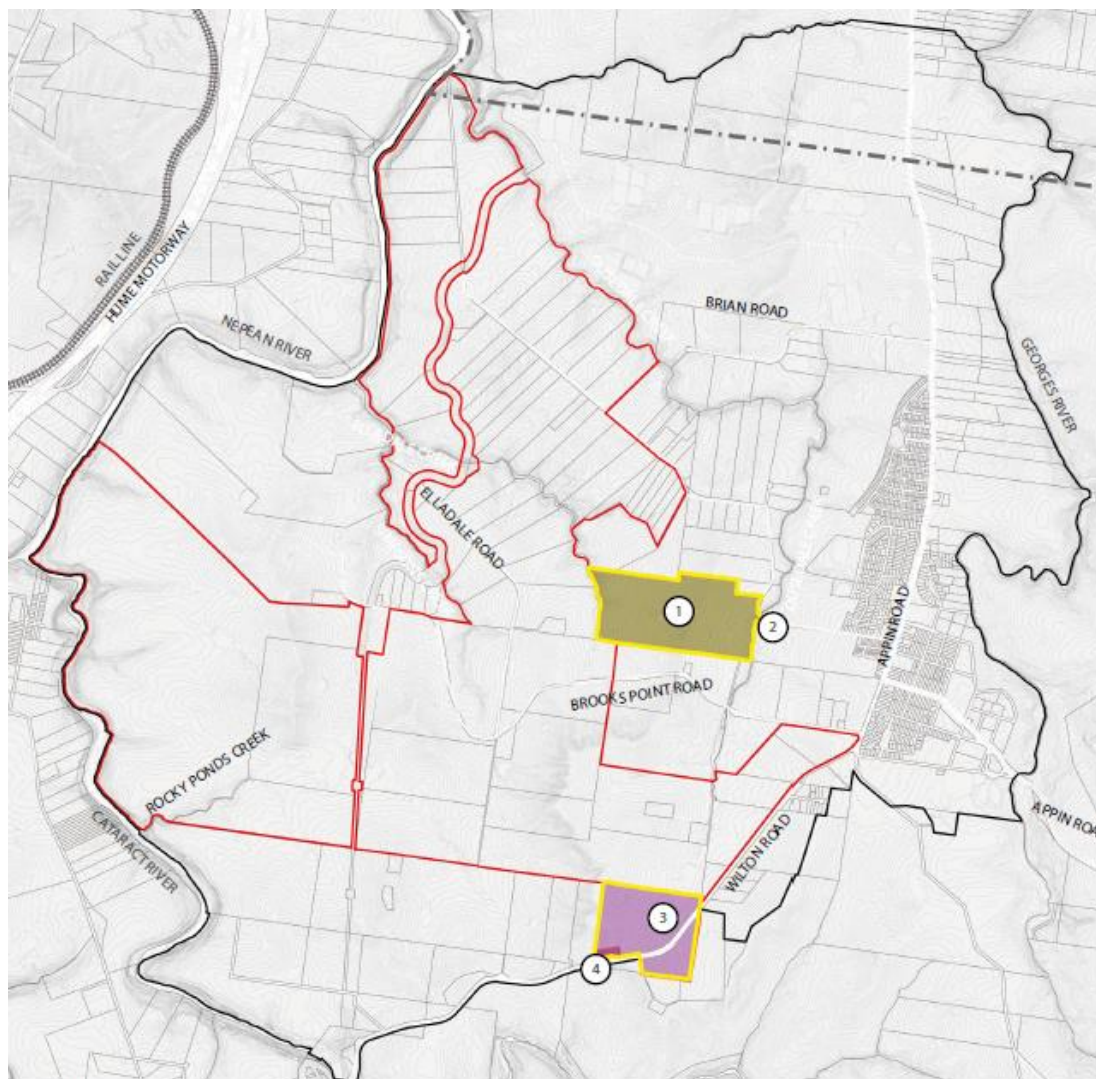 RAIL LINE
HUME MOTORWAY
NEPEAN RIVER
BRIAN ROAD
GEORGES RIVER
ELLADALE ROAD
1
2
APPIN ROAD
BROOKS POINT ROAD
ROCKY PONDS CREEK
CATARACT RIVER
APPIN ROA
WILTON ROAD
3
4